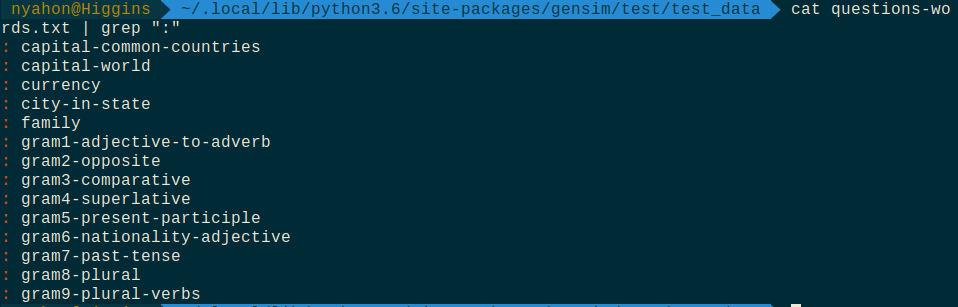 nyahon@Higgins ~/.local/lib/python3.6/site-packages/gensim/test/test_data cat questions-wo
rds.txt | grep ":"
: capital-common-countries
: capital-world
: currency
: city-in-state
: family
: gram1-adjective-to-adverb
: gram2-opposite
: gram3-comparative
: gram4-superlative
: gram5-present-participle
: gram6-nationality-adjective
: gram7-past-tense
: gram8-plural
: gram9-plural-verbs